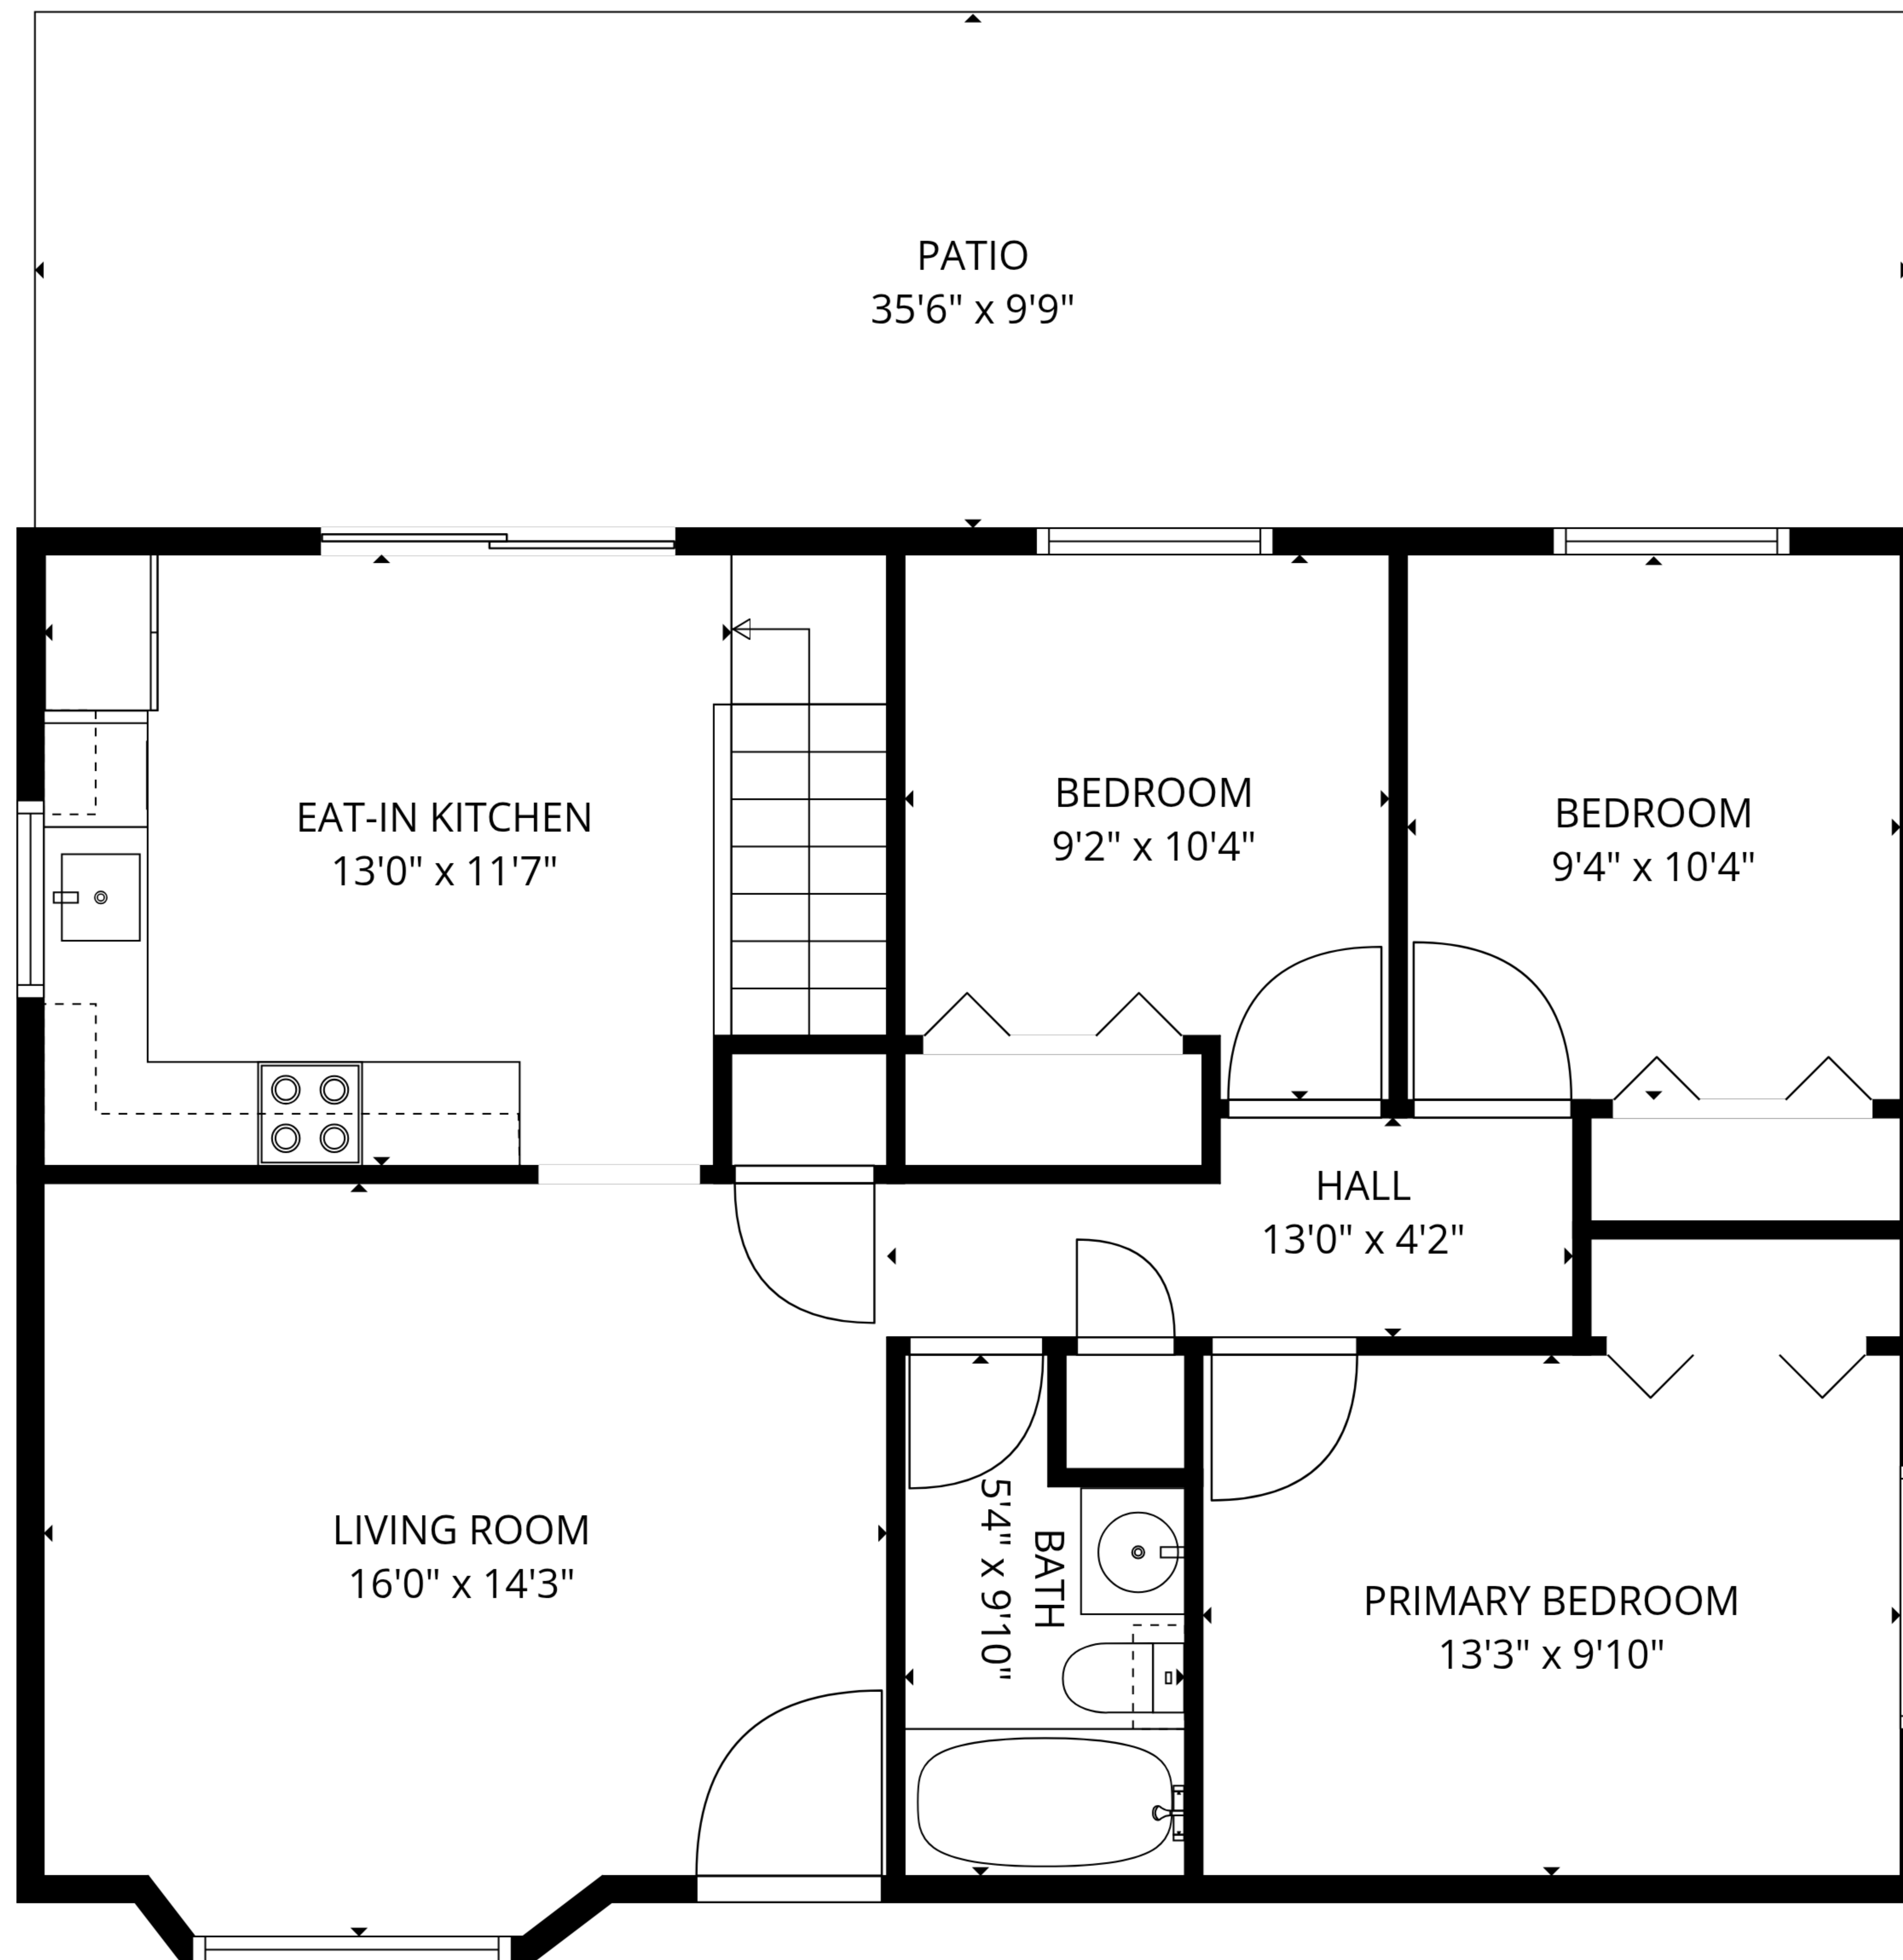 PATIO
35'6" x 9'9"
EAT-IN KITCHEN
13'0" x 11'7"
BEDROOM
9'2" x 10'4"
BEDROOM
9'4" x 10'4"
HALL
13'0" x 4'2"
LIVING ROOM
16'0" x 14'3"
BATH
5'4" x 9'10"
PRIMARY BEDROOM
13'3" x 9'10"